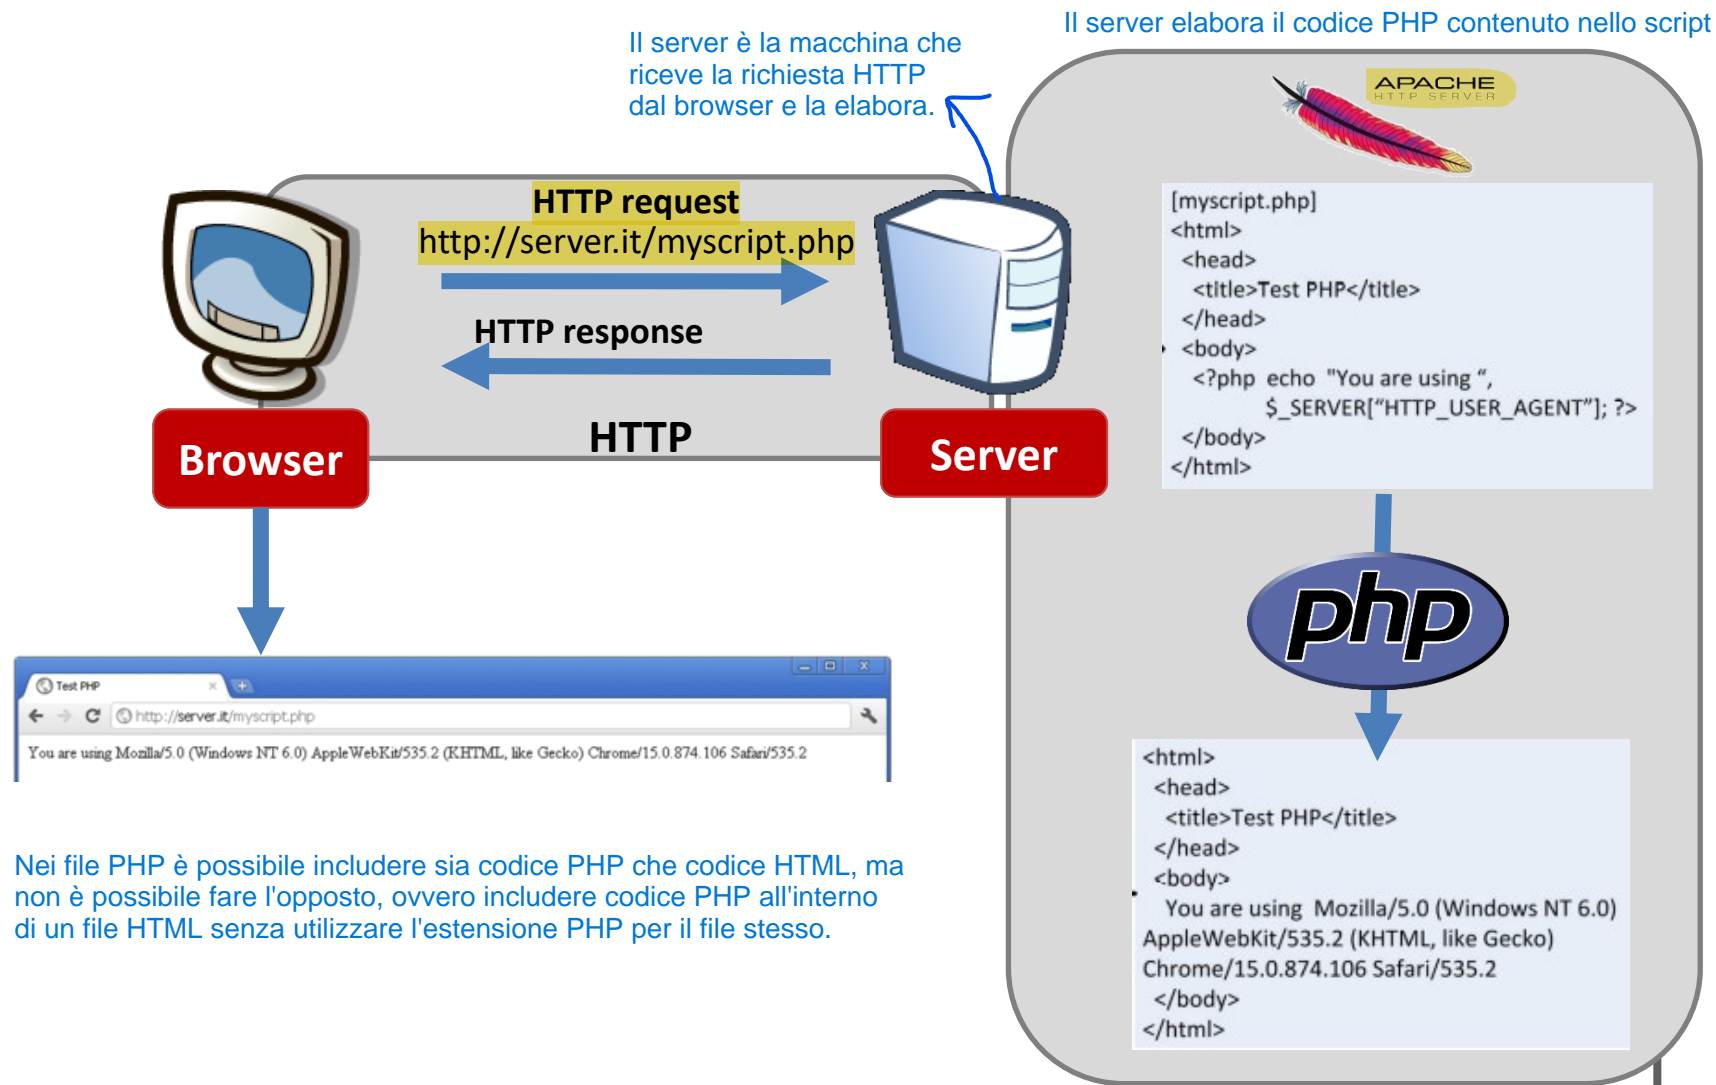 Il server elabora il codice PHP contenuto nello script
Il server è la macchina che
riceve la richiesta HTTP
dal browser e la elabora.
APACHE
HTTP SERVER
HTTP request
http://server.it/myscript.php
HTTP response
HTTP
Browser
Server
[myscript.php]
<html>
<head>
<title>Test PHP</title>
</head>
<body>
<?php echo "You are using “,
$_SERVER[“HTTP_USER_AGENT”]; ?>
</body>
</html>
php
Test PHP
http://server.it/myscript.php
You are using Mozilla/5.0 (Windows NT 6.0) AppleWebKit/535.2 (KHTML, like Gecko) Chrome/15.0.874.106 Safari/535.2
<html>
<head>
<title>Test PHP</title>
</head>
<body>
You are using Mozilla/5.0 (Windows NT 6.0)
AppleWebKit/535.2 (KHTML, like Gecko)
Chrome/15.0.874.106 Safari/535.2
</body>
</html>
Nei file PHP è possibile includere sia codice PHP che codice HTML, ma
non è possibile fare l'opposto, ovvero includere codice PHP all'interno
di un file HTML senza utilizzare l'estensione PHP per il file stesso.